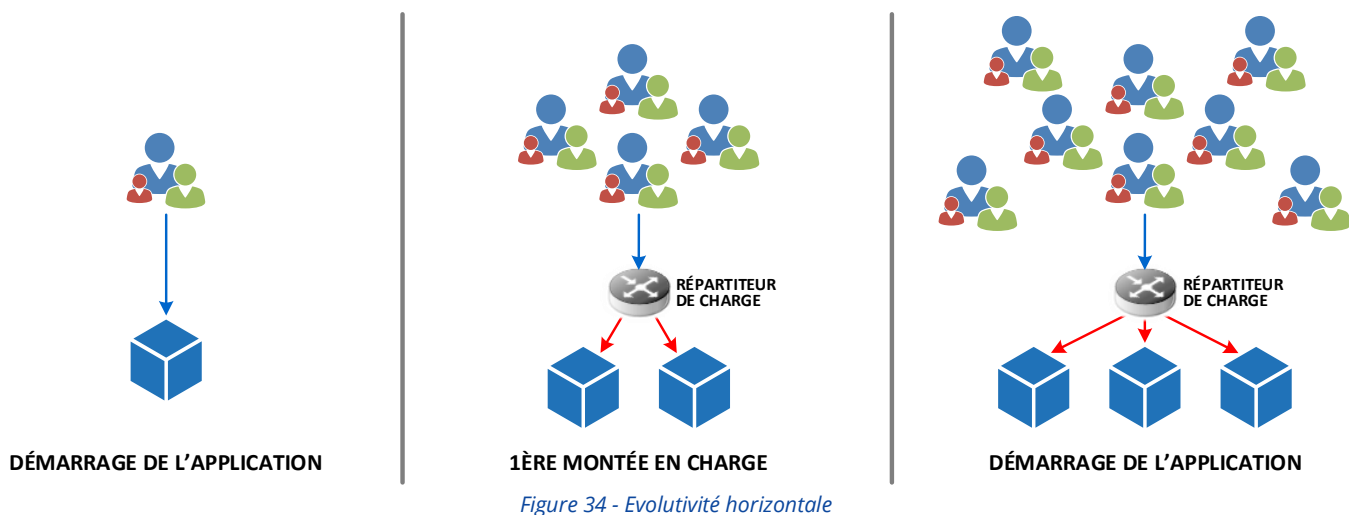 RÉPARTITEUR
DE CHARGE
RÉPARTITEUR
DE CHARGE
DÉMARRAGE DE L’APPLICATION
1ÈRE MONTÉE EN CHARGE
DÉMARRAGE DE L’APPLICATION
Figure 34 - Evolutivité horizontale